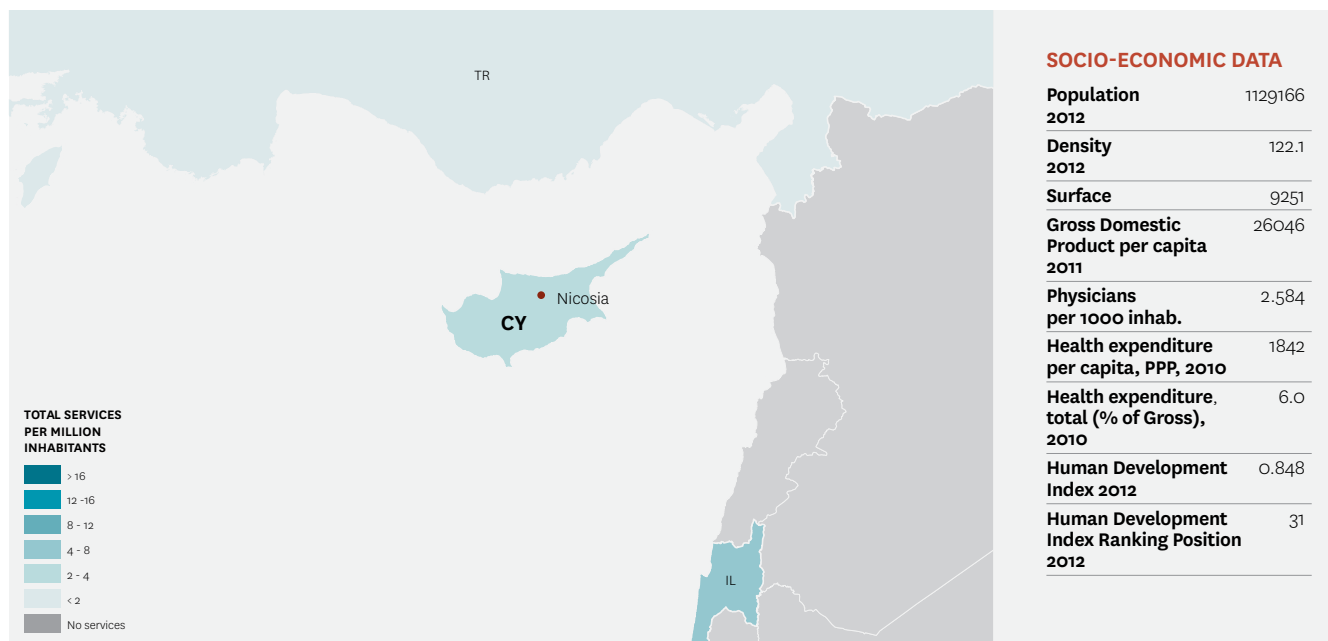 TR
Nicosia
CY
IL
TOTAL SERVICES
PER MILLION
INHABITANTS
> 16
12 -16
8 - 12
4 - 8
2 - 4
< 2
No services
SOCIO-ECONOMIC DATA
Population 1129166
2012
Density 122.1
2012
Surface 9251
Gross Domestic 26046
Product per capita
2011
Physicians 2.584
per 1000 inhab.
Health expenditure 1842
per capita, PPP, 2010
Health expenditure, 6.0
total (% of Gross),
2010
Human Development 0.848
Index 2012
Human Development 31
Index Ranking Position
2012